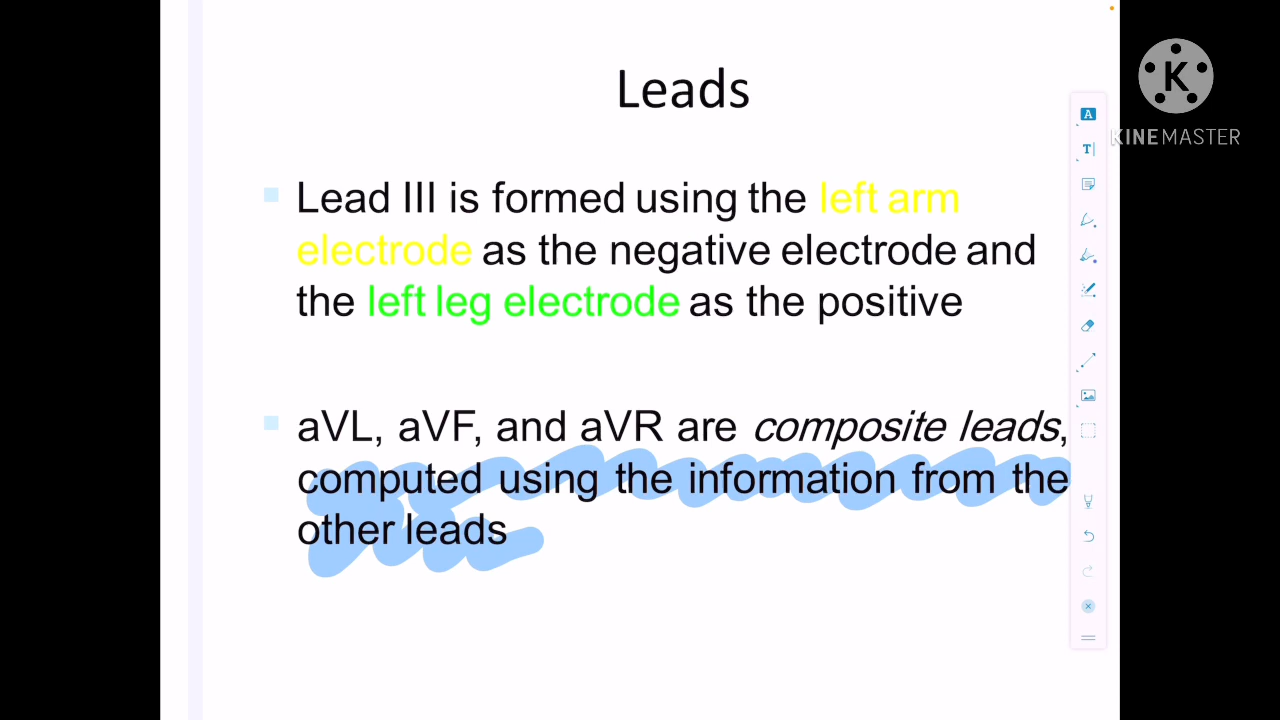 Leads
Lead III is formed using the left arm
electrode as the negative electrode and
the left leg electrode as the positive
aVL, aVF, and aVR are composite leads,
computed using the information from the
other leads
A
T
K
KINEMASTER